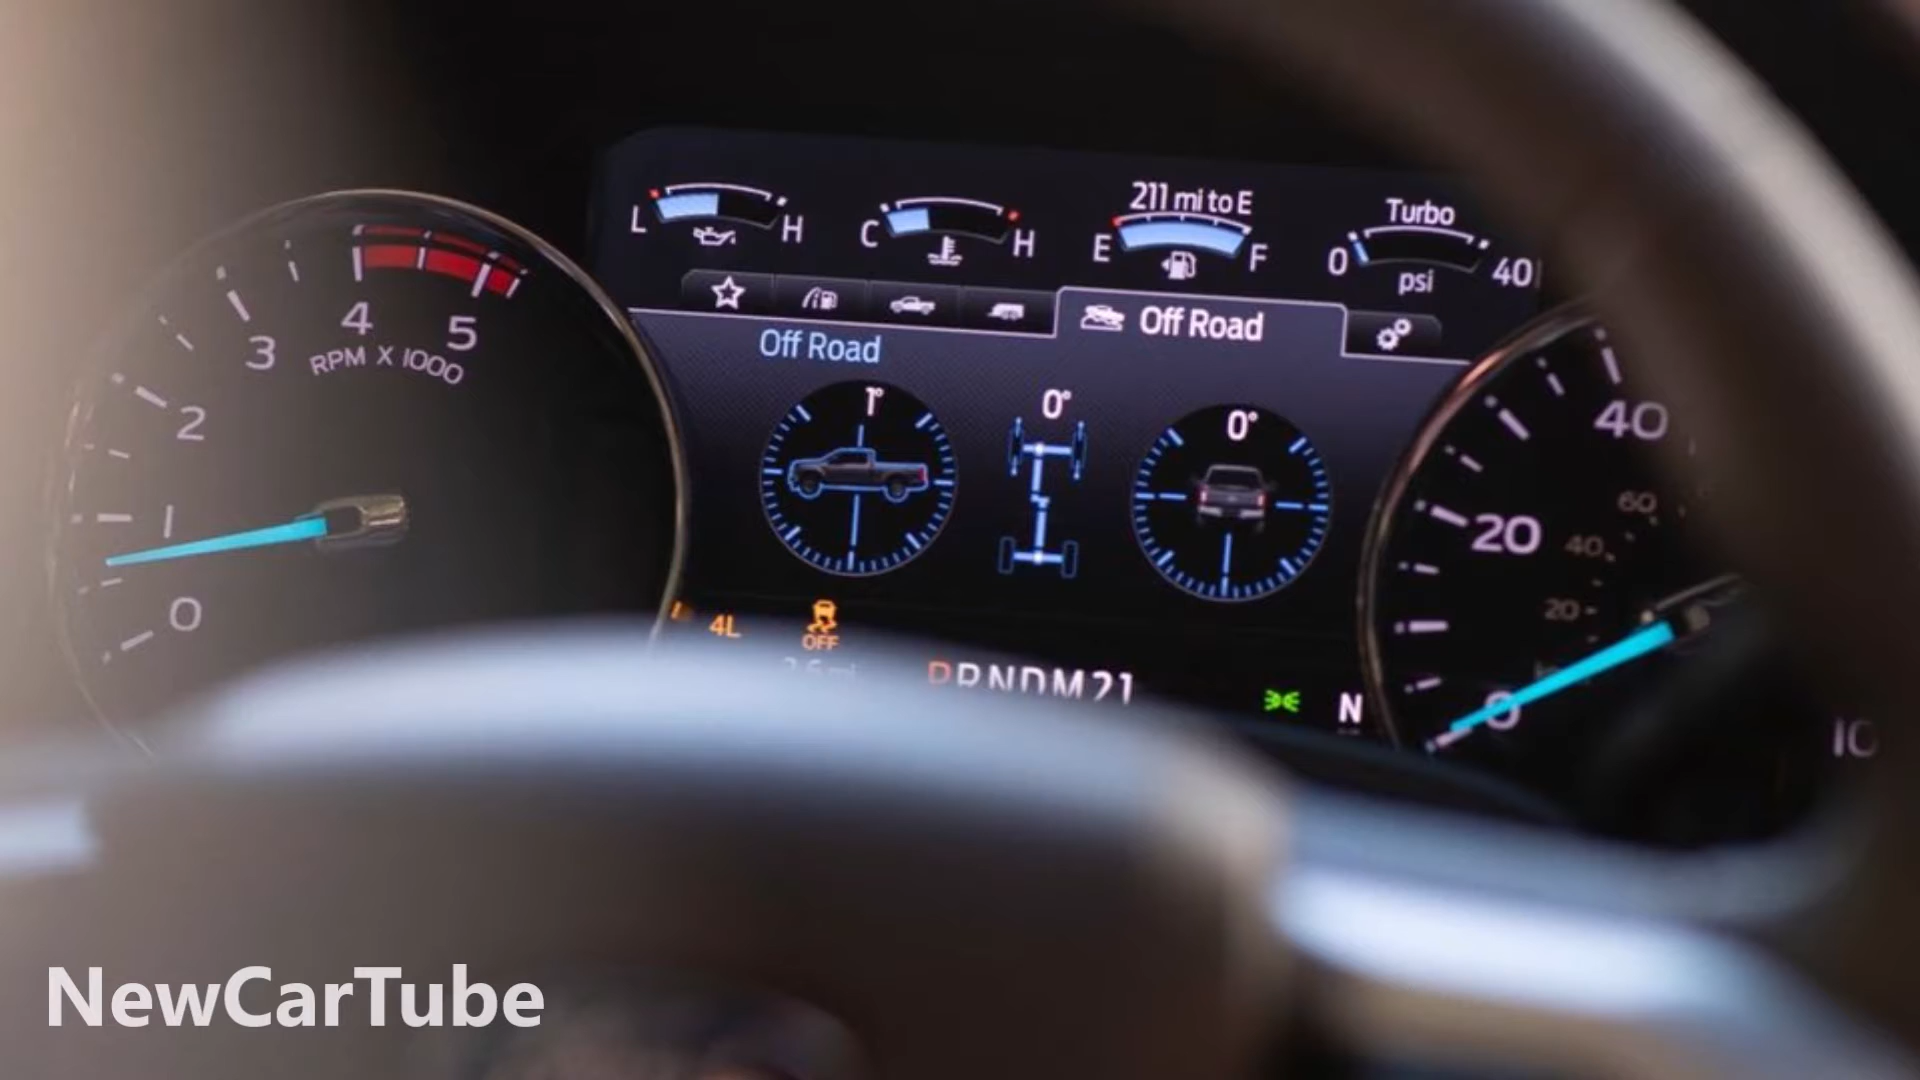 211 mi to E
Turbo
L H
C H
E F
0 40
psi
Off Road
Off Road
1°
0°
0°
0
1
2
3
4
5
RPM X 1000
4L
OFF
PRNDM21
N
0
20
40
20
40
60
NewCarTube